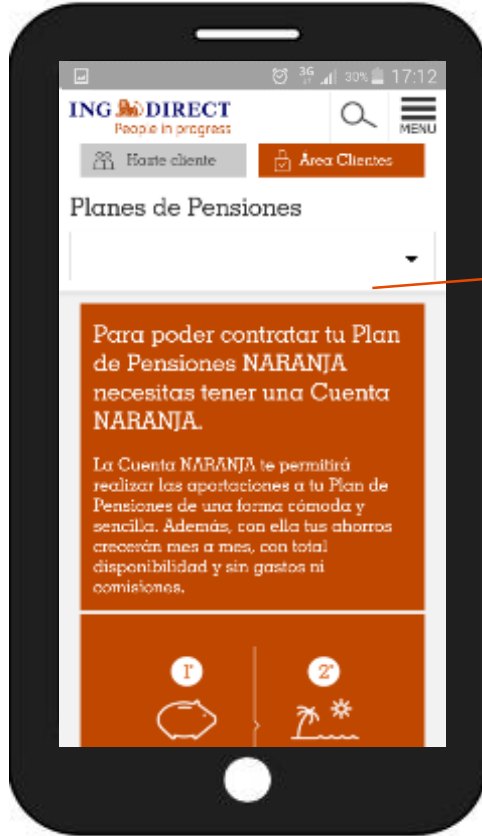 3G 30% 17:12
ING DIRECT
People in progress
MENU
Hazte cliente
Área Clientes
Planes de Pensiones
Para poder contratar tu Plan
de Pensiones NARANJA
necesitas tener una Cuenta
NARANJA.
La Cuenta NARANJA te permitirá
realizar las aportaciones a tu Plan de
Pensiones de una forma cómoda y
sencilla. Además, con ella tus ahorros
crecerán mes a mes, con total
disponibilidad y sin gastos ni
comisiones.
1º
2º